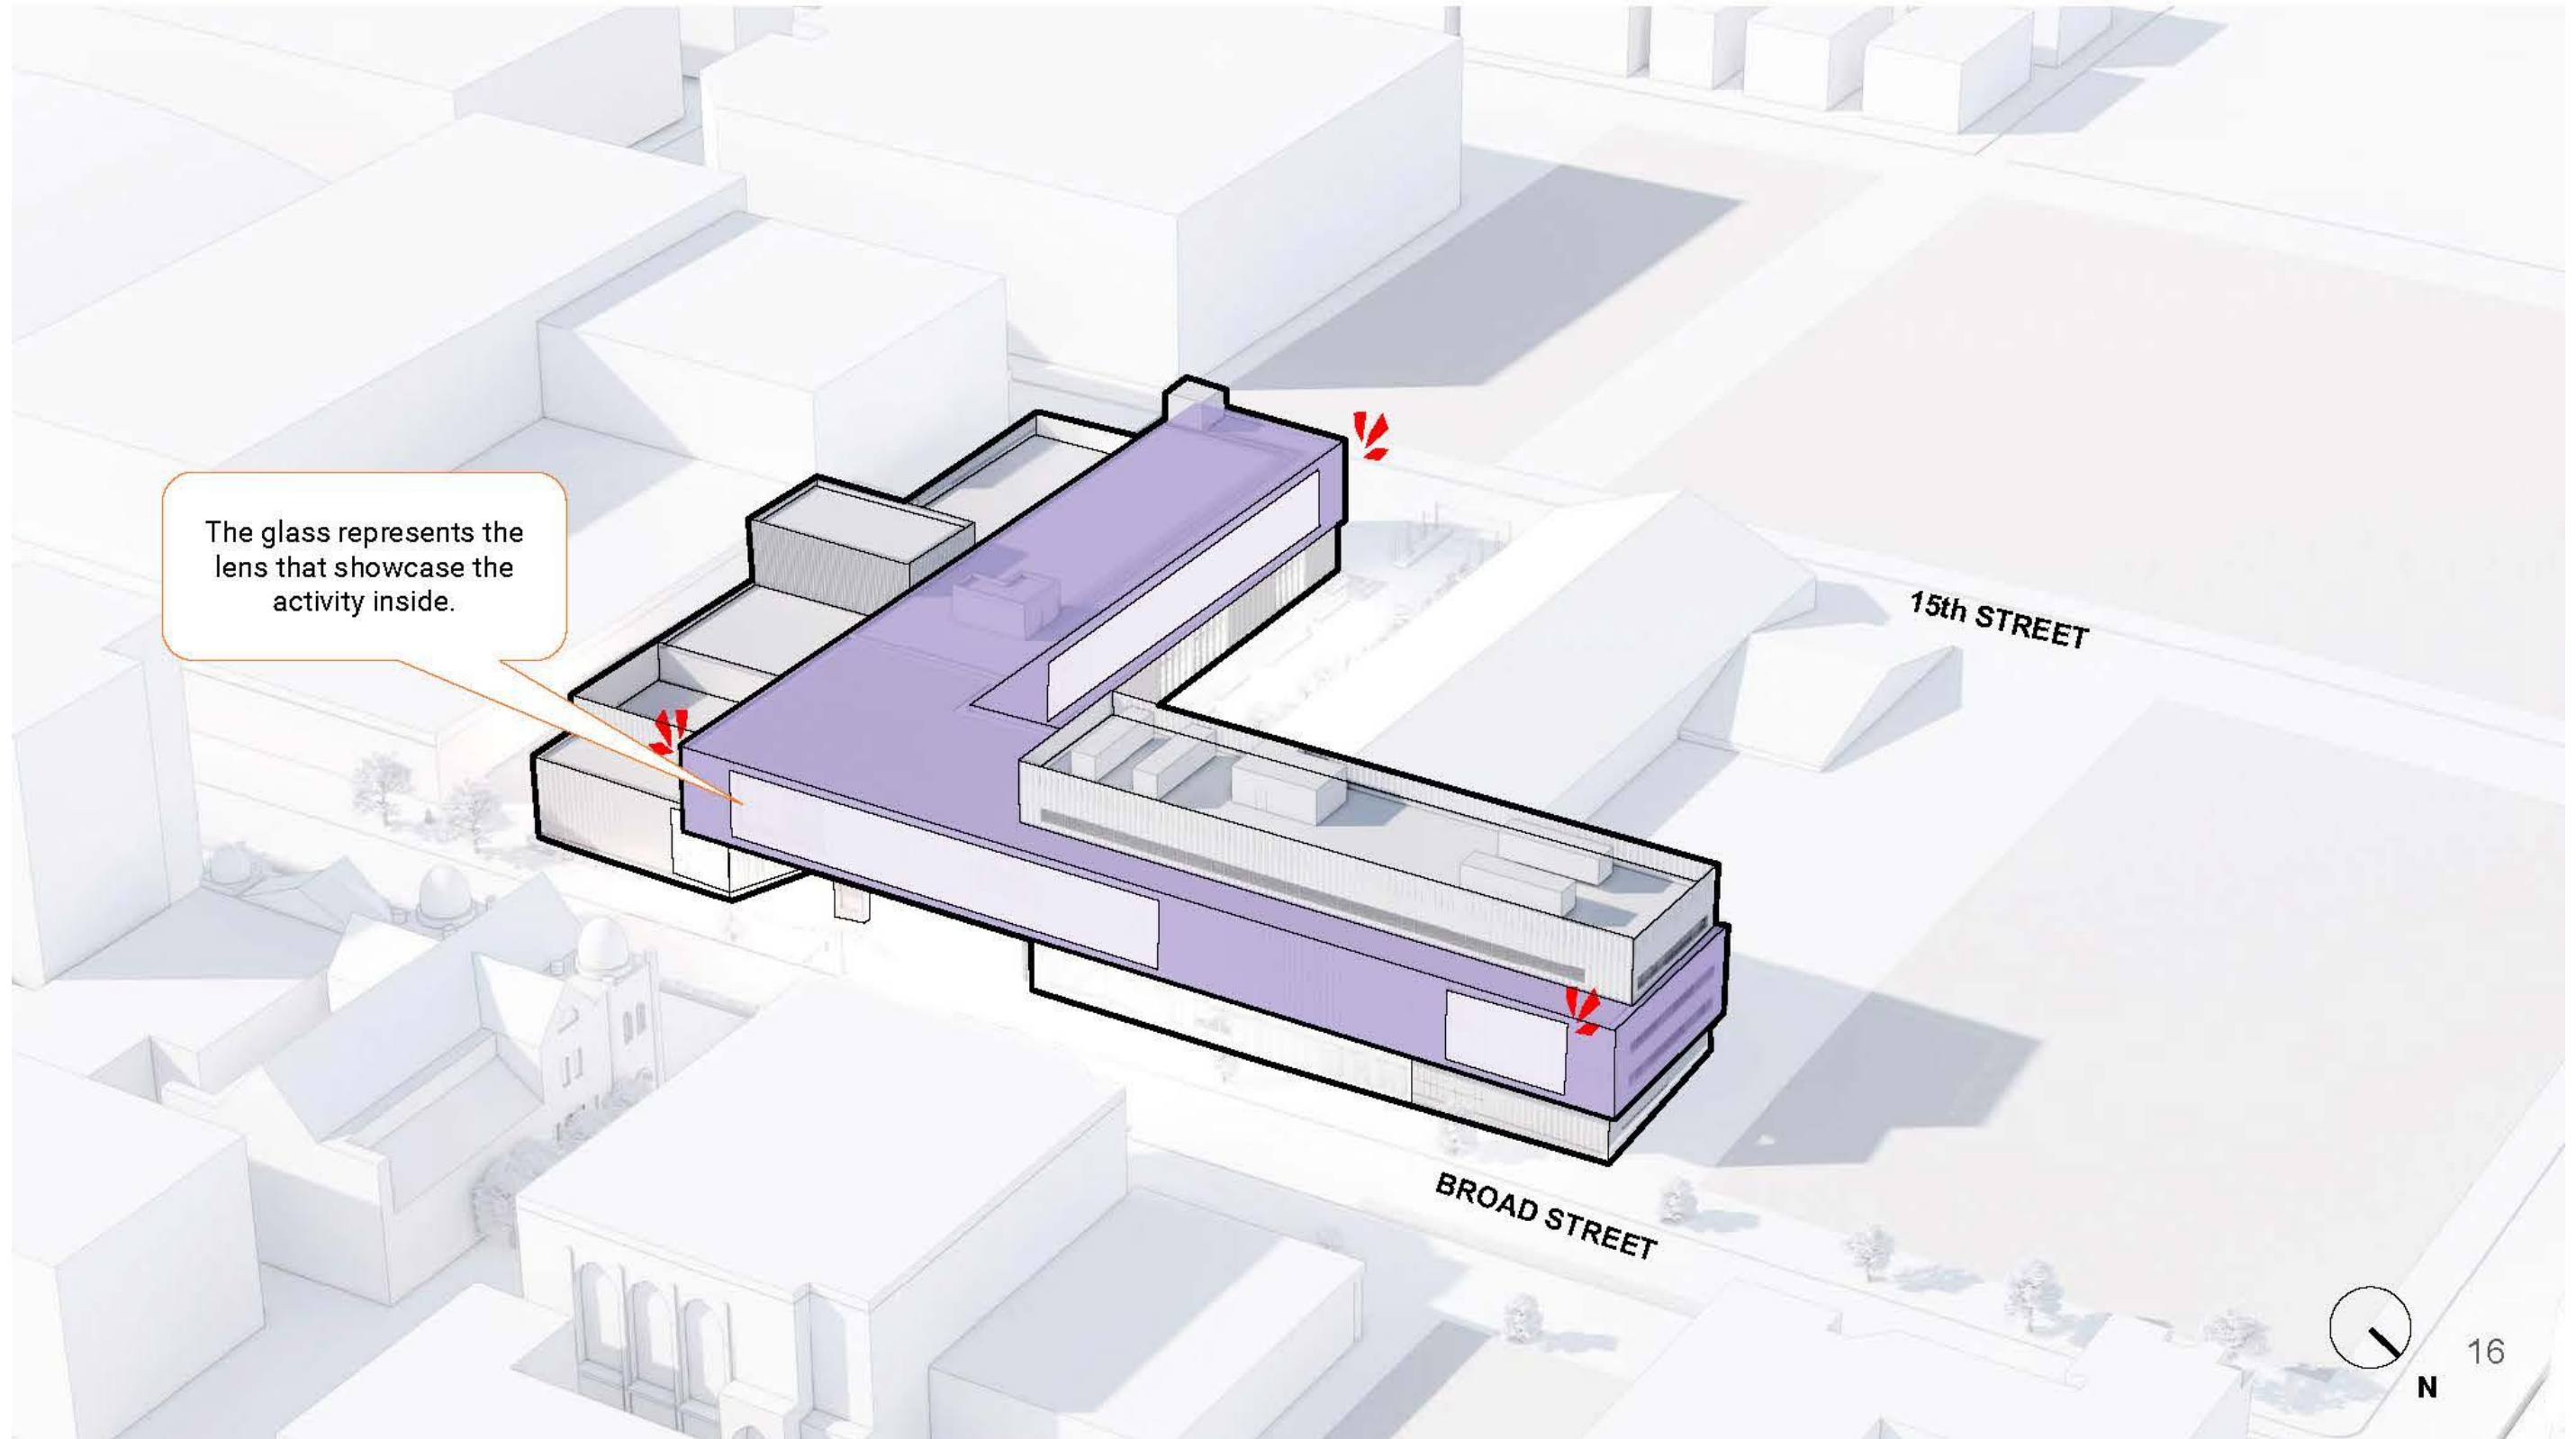 The glass represents the
lens that showcase the
activity inside.
15th STREET
BROAD STREET
N
16